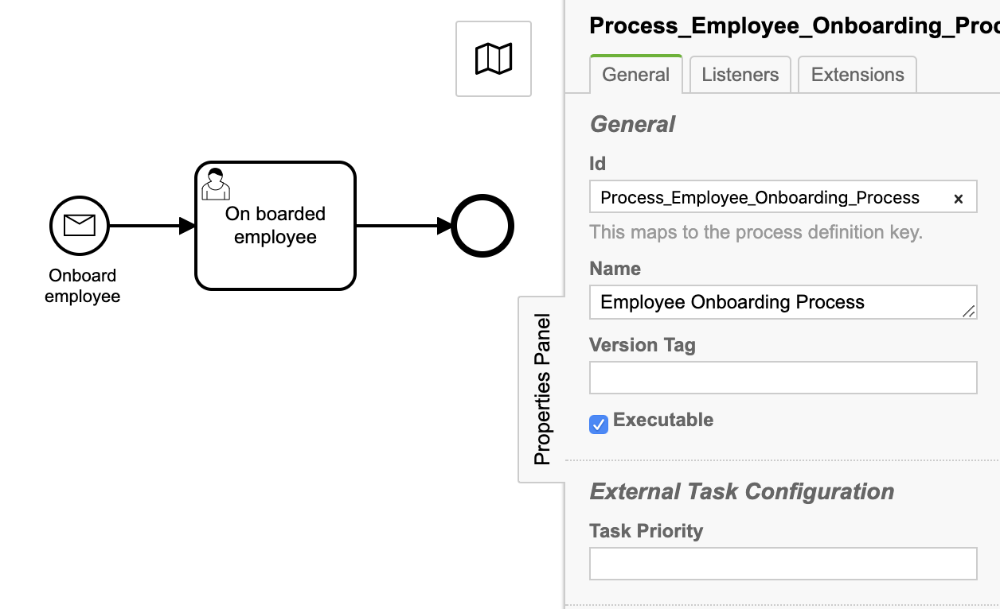 Onboard
employee
On boarded
employee
Properties Panel
Process_Employee_Onboarding_Proc
General
Listeners
Extensions
General
Id
Process_Employee_Onboarding_Process
This maps to the process definition key.
Name
Employee Onboarding Process
Version Tag
Executable
External Task Configuration
Task Priority